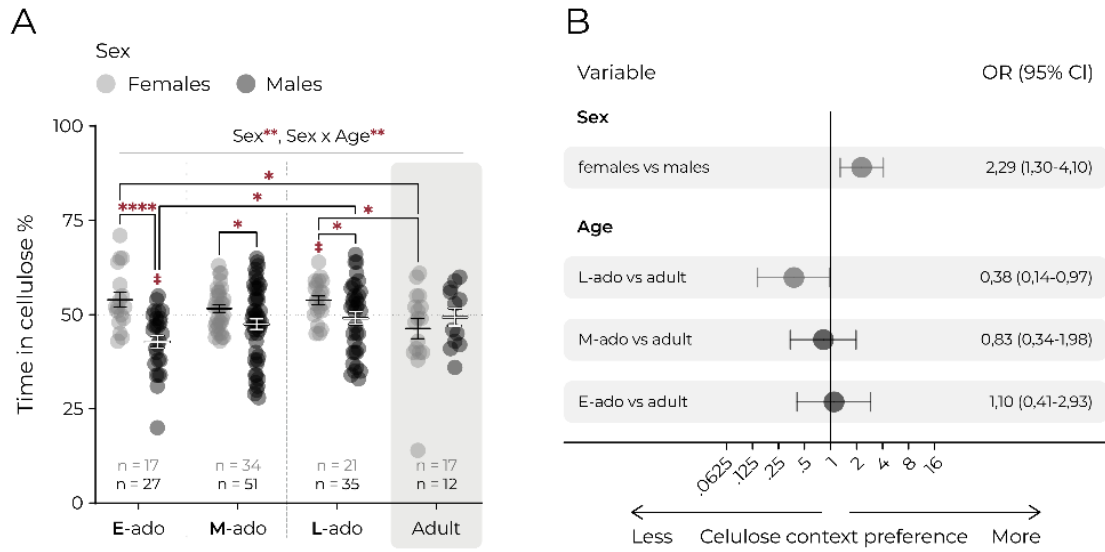 A
Sex
Females Males
Time in cellulose %
100
75
50
25
0
Sex**, Sex x Age**
*
*
*
****
*
*
‡
‡
n = 17 n = 34 n = 21 n = 17
n = 27 n = 51 n = 35 n = 12
E-ado M-ado L-ado Adult
B
Variable OR (95% CI)
Sex
females vs males 2,29 (1,30-4,10)
Age
L-ado vs adult 0,38 (0,14-0,97)
M-ado vs adult 0,83 (0,34-1,98)
E-ado vs adult 1,10 (0,41-2,93)
.0625 .125 .25 .5 1 2 4 8 16
Less Celulose context preference More